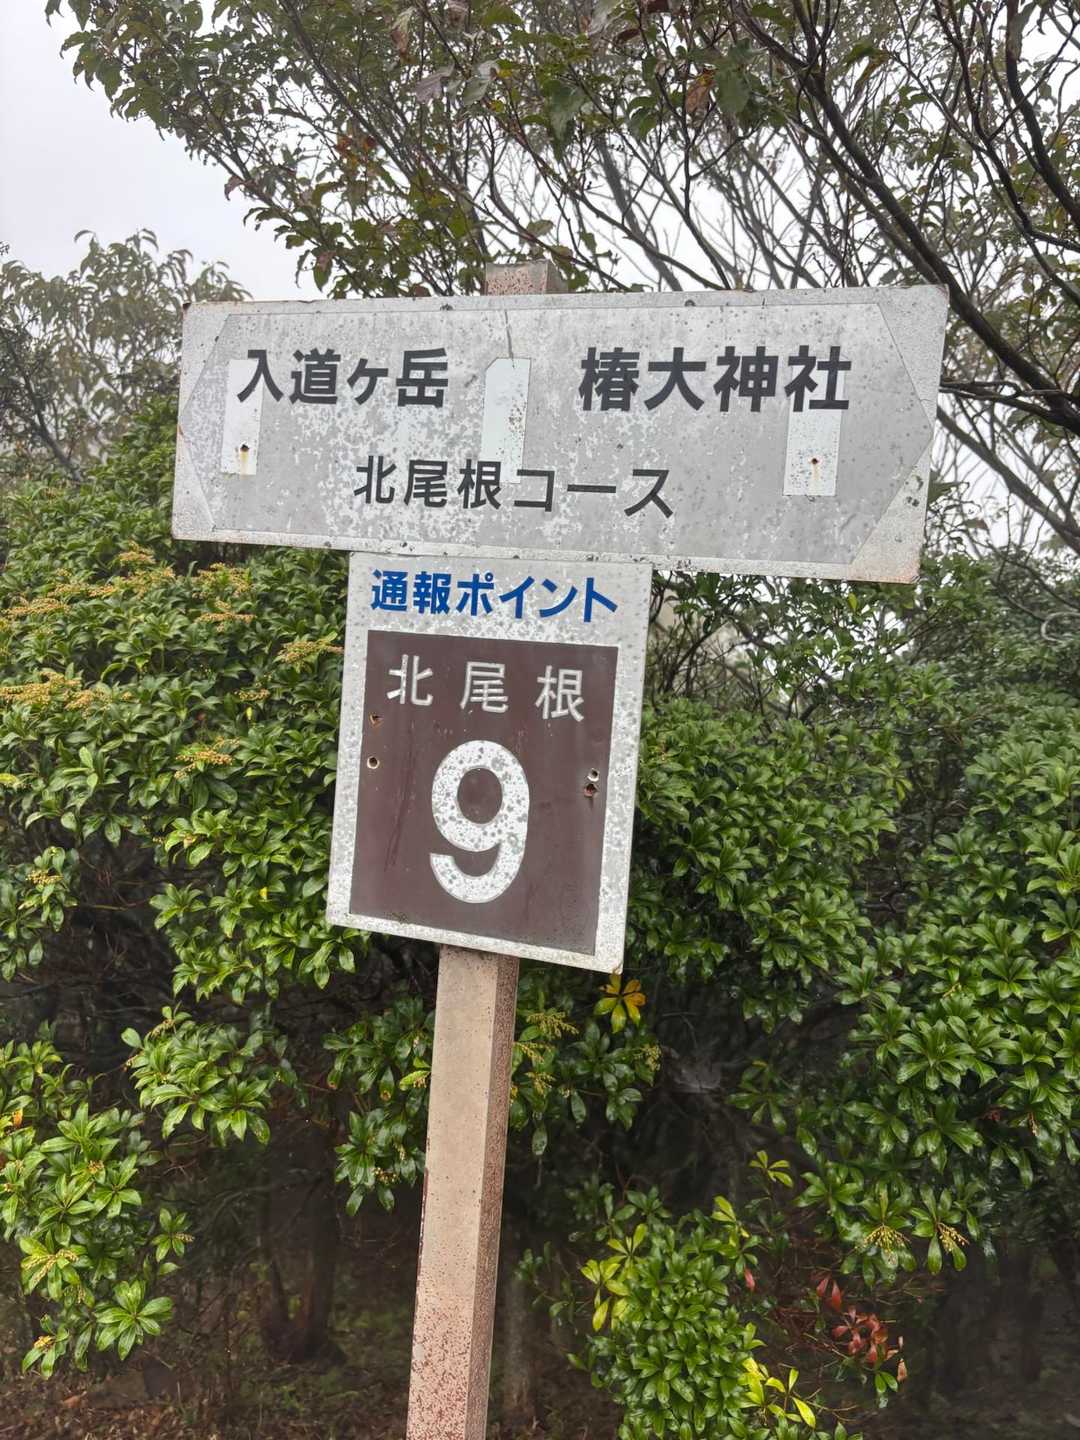 入道ヶ岳 椿大神社
北尾根コース
通報ポイント
北尾根
9